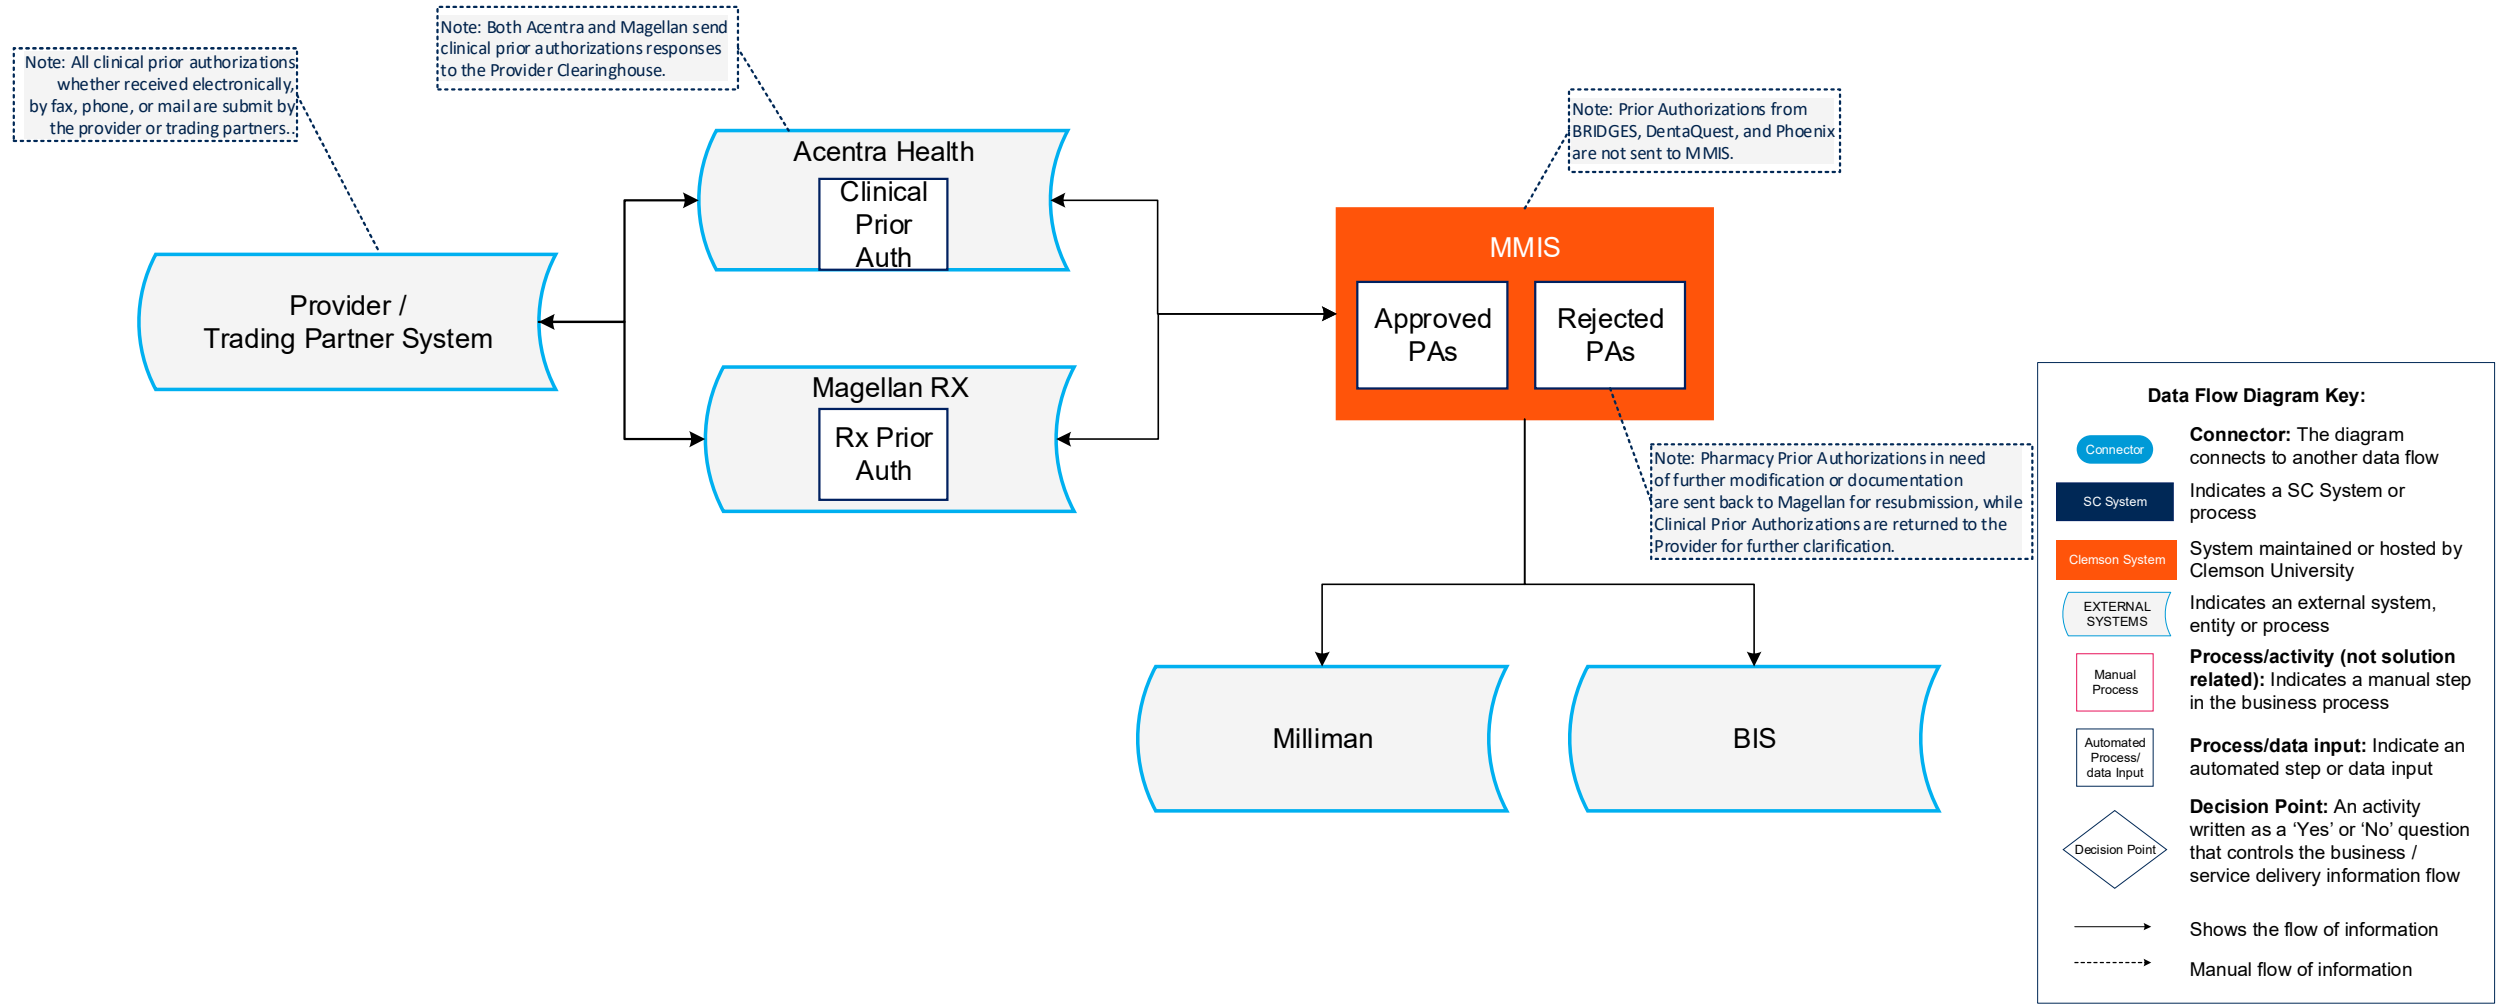 Note: All clinical prior authorizations
whether received electronically,
by fax, phone, or mail are submit by
the provider or trading partners..
Note: Both Acentra and Magellan send
clinical prior authorizations responses
to the Provider Clearinghouse.
Note: Prior Authorizations from
BRIDGES, DentaQuest, and Phoenix
are not sent to MMIS.
Acentra Health
Clinical
Prior
Auth
Provider /
Trading Partner System
Magellan RX
Rx Prior
Auth
MMIS
Approved
PAs
Rejected
PAs
Note: Pharmacy Prior Authorizations in need
of further modification or documentation
are sent back to Magellan for resubmission, while
Clinical Prior Authorizations are returned to the
Provider for further clarification.
Milliman
BIS
Data Flow Diagram Key:
Connector
Connector: The diagram
connects to another data flow
SC System
Indicates a SC System or
process
Clemson System
System maintained or hosted by
Clemson University
EXTERNAL
SYSTEMS
Indicates an external system,
entity or process
Manual
Process
Process/activity (not solution
related): Indicates a manual step
in the business process
Automated
Process/
data Input
Process/data input: Indicate an
automated step or data input
Decision Point
Decision Point: An activity
written as a ‘Yes’ or ‘No’ question
that controls the business /
service delivery information flow
Shows the flow of information
Manual flow of information